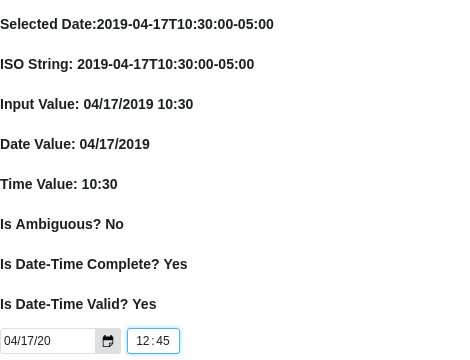 Selected Date:2019-04-17T10:30:00-05:00
ISO String: 2019-04-17T10:30:00-05:00
Input Value: 04/17/2019 10:30
Date Value: 04/17/2019
Time Value: 10:30
Is Ambiguous? No
Is Date-Time Complete? Yes
Is Date-Time Valid? Yes
04/17/20 12:45